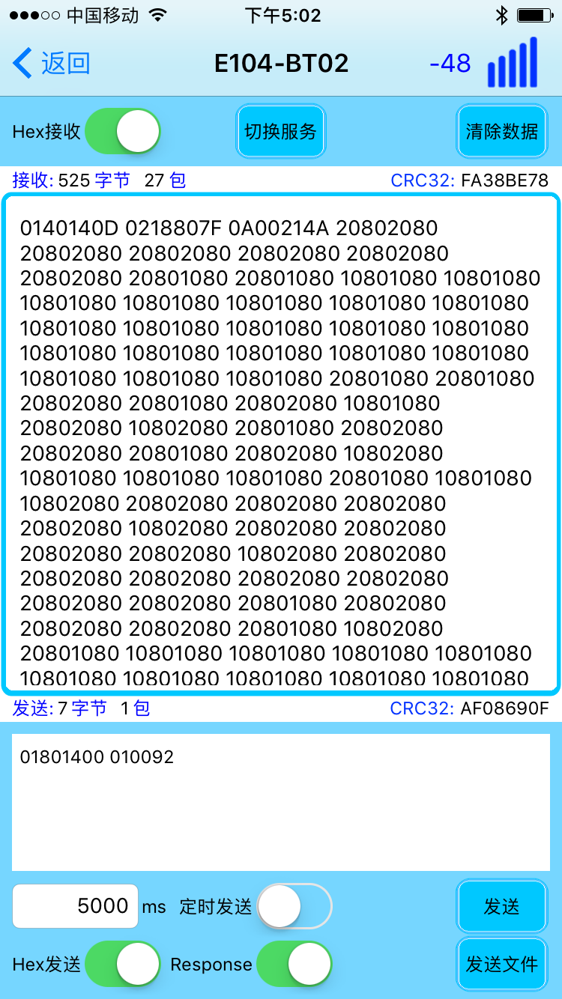 中国移动 下午5:02
返回 E104-BT02 -48
Hex接收 切换服务 清除数据
接收: 525 字节 27 包 CRC32: FA38BE78
0140140D 0218807F 0A00214A 20802080
20802080 20802080 20802080 20802080
20802080 20801080 20801080 10801080 10801080
10801080 10801080 10801080 10801080 10801080
10801080 10801080 10801080 10801080 10801080
10801080 10801080 10801080 10801080 10801080
10801080 10801080 10801080 20801080 20801080
20802080 20801080 20802080 10801080
20802080 10802080 20801080 20802080
20802080 20801080 20802080 10802080
10801080 10801080 10801080 20801080 10801080
10802080 20802080 20802080 20802080
20802080 10802080 20802080 20802080
20802080 20802080 10802080 20802080
20802080 20802080 20802080 20802080
20802080 20802080 20801080 20802080
20802080 20802080 20801080 10802080
20801080 10801080 10801080 10801080 10801080
10801080 10801080 10801080 10801080 10801080
发送: 7 字节 1 包 CRC32: AF08690F
01801400 010092
5000 ms 定时发送 发送
Hex发送 Response 发送文件